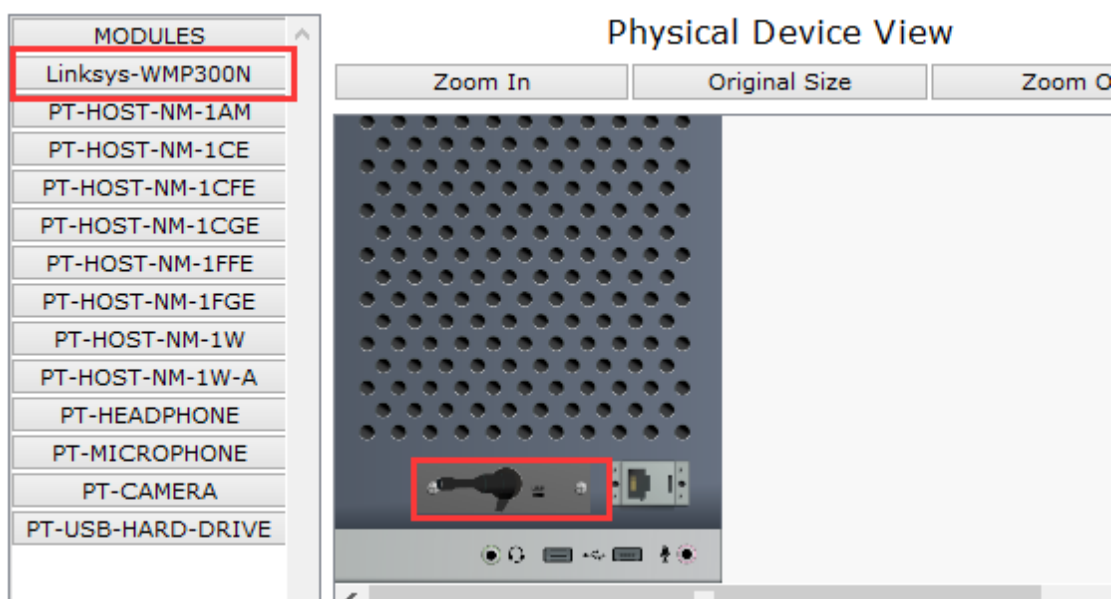 MODULES
Linksys-WMP300N
PT-HOST-NM-1AM
PT-HOST-NM-1CE
PT-HOST-NM-1CFE
PT-HOST-NM-1CGE
PT-HOST-NM-1FFE
PT-HOST-NM-1FGE
PT-HOST-NM-1W
PT-HOST-NM-1W-A
PT-HEADPHONE
PT-MICROPHONE
PT-CAMERA
PT-USB-HARD-DRIVE
Physical Device View
Zoom In
Original Size
Zoom O